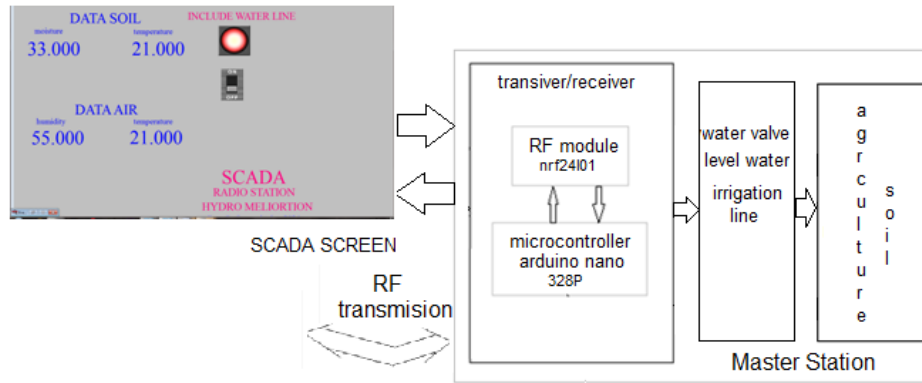 DATA SOIL
INCLUDE WATER LINE
moisture
temperature
33.000
21.000
DATA AIR
humidity
temperature
55.000
21.000
SCADA
RADIO STATION
HYDRO MELIORTION
SCADA SCREEN
RF
transmision
transiver/receiver
RF module
nrf24l01
microcontroller
arduino nano
328P
water valve
level water
irrigation
line
agrculture
soil
Master Station